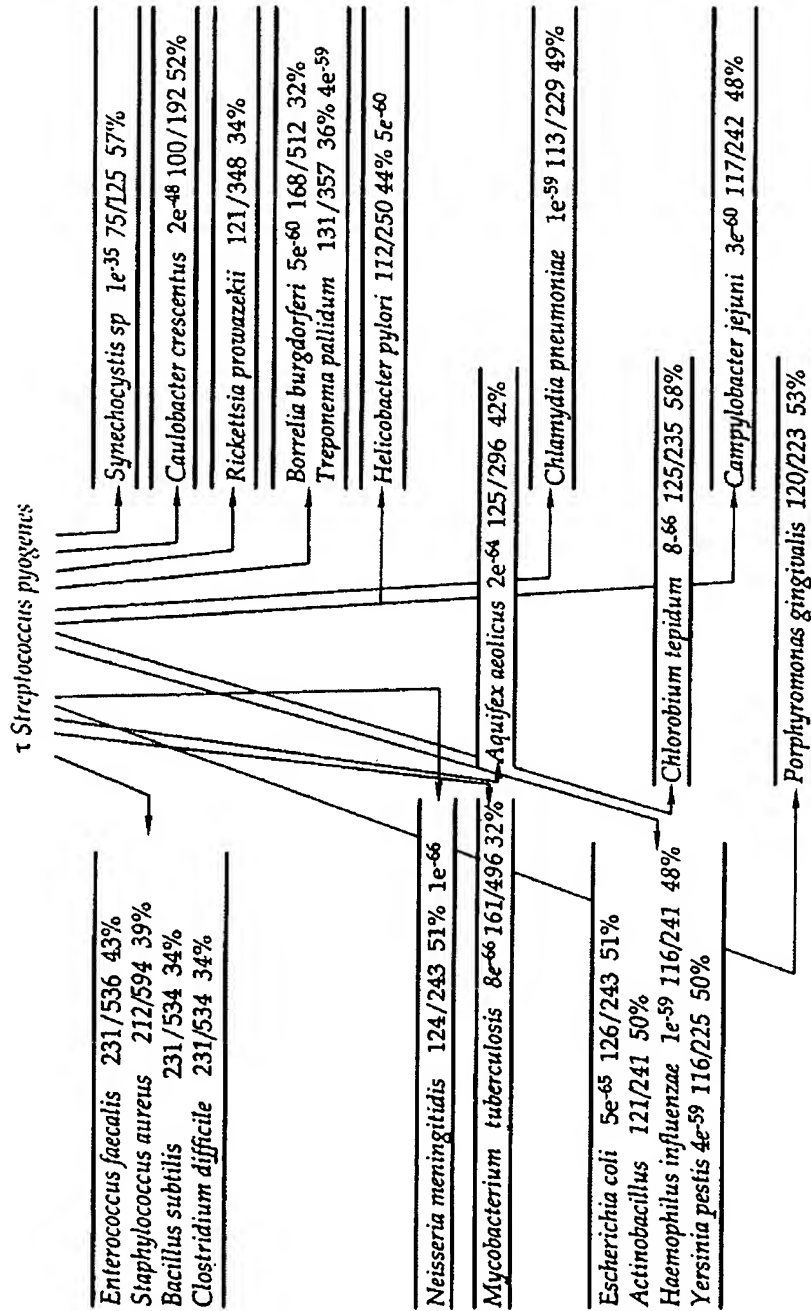 τ Streptococcus pyogenes
Enterococcus faecalis 231/536 43%
Staphylococcus aureus 212/594 39%
Bacillus subtilis 231/534 34%
Clostridium difficile 231/534 34%
Neisseria meningitidis 124/243 51% 1e-66
Mycobacterium tuberculosis 8e-66 161/496 32%
Escherichia coli 5e-65 126/243 51%
Actinobacillus 121/241 50%
Haemophilus influenzae 1e-59 116/241 48%
Yersinia pestis 4e-59 116/225 50%
Aquifex aeolicus 2e-64 125/296 42%
Chlorobium tepidum 8-66 125/235 58%
Porphyromonas gingivalis 120/223 53%
Synechocystis sp 1e-35 75/125 57%
Caulobacter crescentus 2e-48 100/192 52%
Rickettsia prowazekii 121/348 34%
Borrelia burgdorferi 5e-60 168/512 32%
Treponema pallidum 131/357 36% 4e-59
Helicobacter pylori 112/250 44% 5e-60
Chlamydia pneumoniae 1e-59 113/229 49%
Campylobacter jejuni 3e-60 117/242 48%